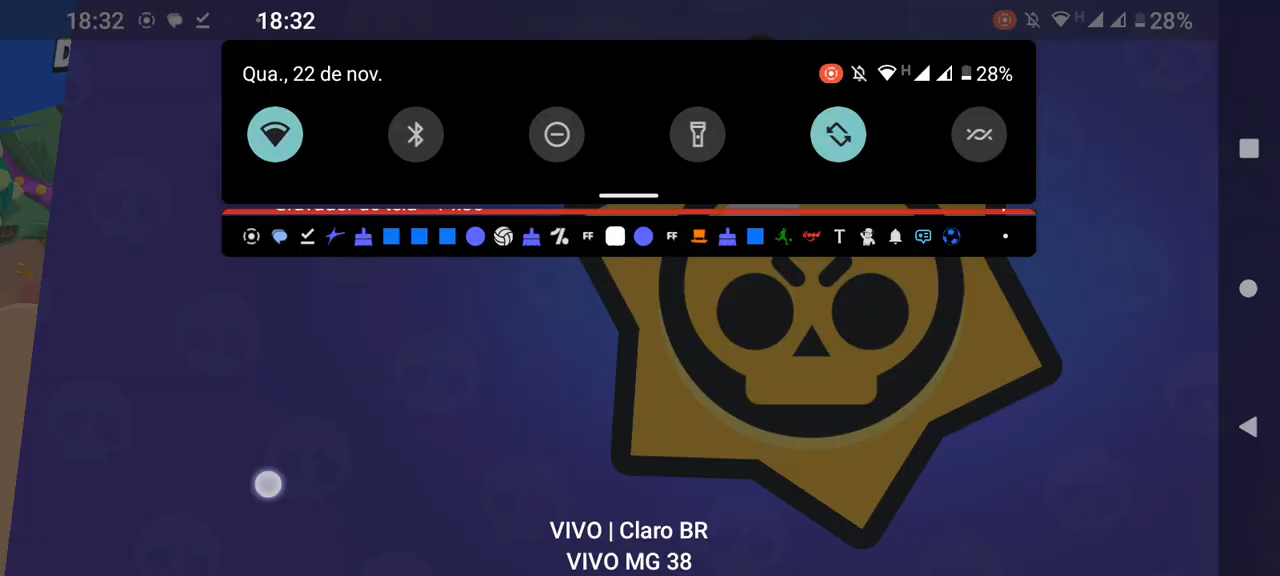 18:32 18:32 28%
D
Qua., 22 de nov. H 28%
FF FF T
VIVO | Claro BR
VIVO MG 38